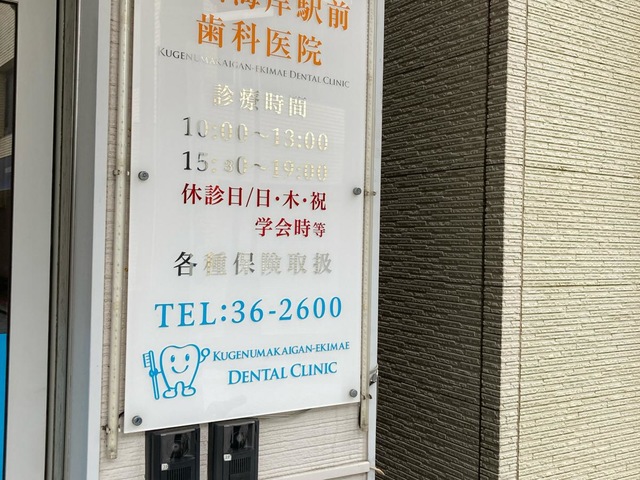 海岸駅前
歯科医院
KUGENUMAKAIGAN-EKIMAE DENTAL CLINIC
診療時間
10:00～13:00
15:00～19:00
休診日/日・木・祝
学会時等
各種保険取扱
TEL:36-2600
KUGENUMAKAIGAN-EKIMAE
DENTAL CLINIC